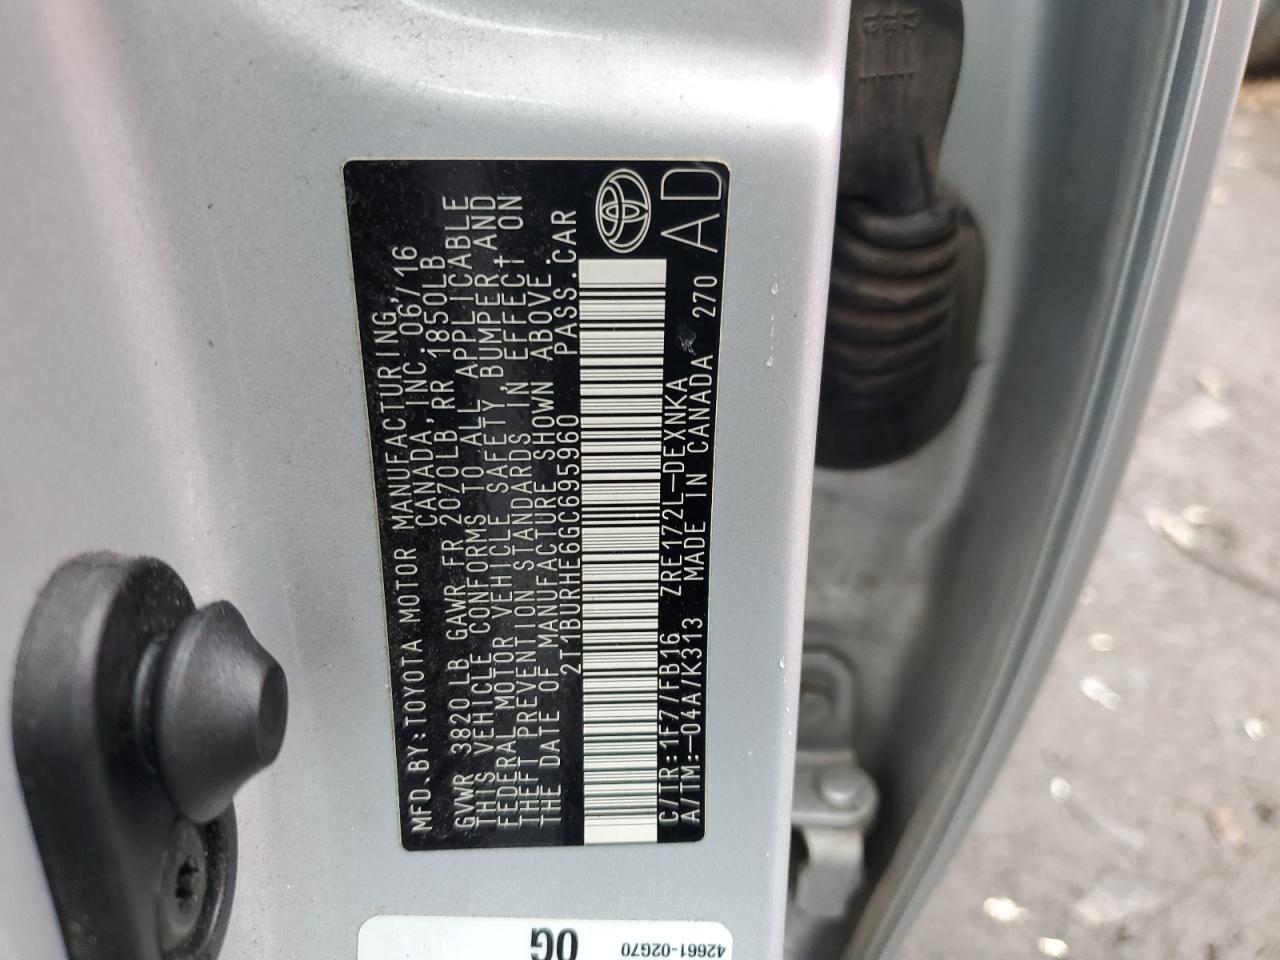 MFD.BY:TOYOTA MOTOR MANUFACTURING,
CANADA,INC. 06/16
GVWR 3820LB GAWR FR 2070LB RR 1850LB
THIS VEHICLE CONFORMS TO ALL APPLICABLE
FEDERAL MOTOR VEHICLE SAFETY, BUMPER, AND
THEFT PREVENTION STANDARDS IN EFFECT ON
THE DATE OF MANUFACTURE SHOWN ABOVE.
2T1BURHE6GC695960 PASS.CAR
C/TR:1F7/FB16 ZRE172L-DEXNKA
A/TM:-04A/K313 MADE IN CANADA 270
AD
0G
42661-02G70